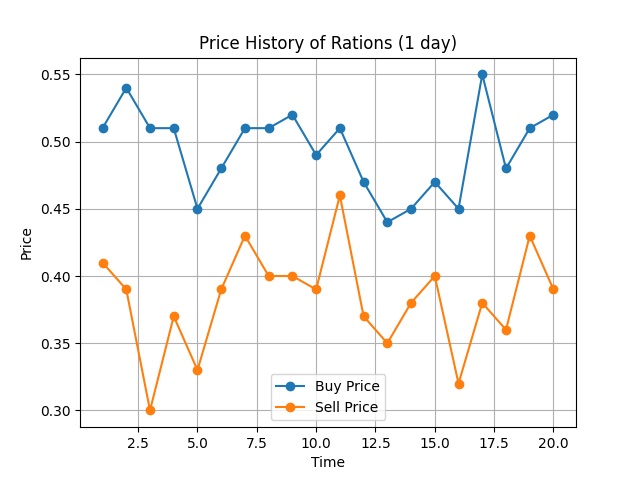 Price History of Rations (1 day)
0.55
0.50
0.45
0.40
0.35
0.30
Price
Buy Price
Sell Price
2.5 5.0 7.5 10.0 12.5 15.0 17.5 20.0
Time